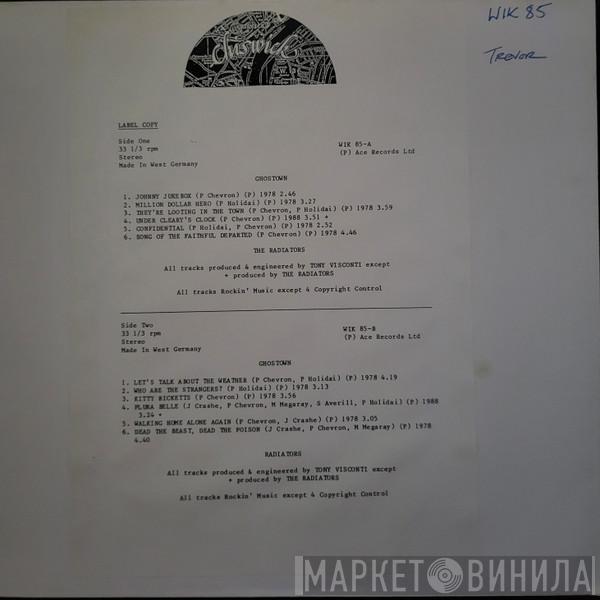 Chiswick
WIK 85
TREVOR
LABEL COPY
Side One
33 1/3 rpm
Stereo
Made In West Germany
WIK 85-A
(P) Ace Records Ltd
GHOSTOWN
1. JOHNNY JUKEBOX (P Chevron) (P) 1978 2.46
2. MILLION DOLLAR HERO (P Holidai) (P) 1978 3.27
3. THEY'RE LOOTING IN THE TOWN (P Chevron, P Holidai) (P) 1978 3.59
4. UNDER CLEARY'S CLOCK (P Chevron) (P) 1988 3.51 +
5. CONFIDENTIAL (P Holidai, P Chevron) (P) 1978 2.52
6. SONG OF THE FAITHFUL DEPARTED (P Chevron) (P) 1978 4.46
THE RADIATORS
All tracks produced & engineered by TONY VISCONTI except
+ produced by THE RADIATORS
All tracks Rockin' Music except 4 Copyright Control
Side Two
33 1/3 rpm
Stereo
Made In West Germany
WIK 85-B
(P) Ace Records Ltd
GHOSTOWN
1. LET'S TALK ABOUT THE WEATHER (P Chevron, P Holidai) (P) 1978 4.19
2. WHO ARE THE STRANGERS? (P Holidai) (P) 1978 3.13
3. KITTY RICKETTS (P Chevron) (P) 1978 3.56
4. PLURA BELLE (J Crashe, P Chevron, M Megaray, S Averill, P Holidai) (P) 1988
3.24 +
5. WALKING HOME ALONE AGAIN (P Chevron, J Crashe) (P) 1978 3.05
6. DEAD THE BEAST, DEAD THE POISON (J Crashe, P Chevron, M Megaray) (P) 1978
4.40
RADIATORS
All tracks produced & engineered by TONY VISCONTI except
+ produced by THE RADIATORS
All tracks Rockin' Music except 4 Copyright Control
МАРКЕТ ВИНИЛА